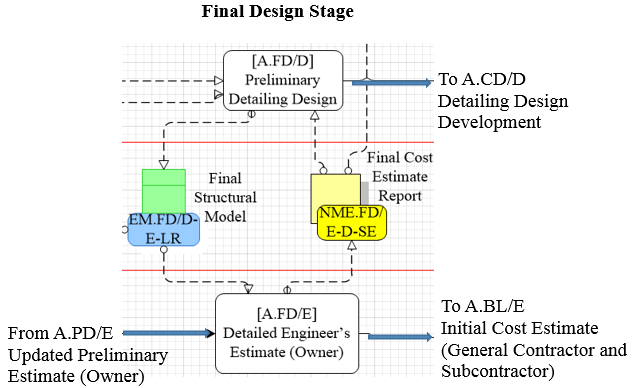 Final Design Stage
[A.FD/D]
Preliminary
Detailing Design
To A.CD/D
Detailing Design
Development
Final
Structural
Model
EM.FD/D-
E-LR
Final Cost
Estimate
Report
NME.FD/
E-D-SE
[A.FD/E]
Detailed Engineer's
Estimate (Owner)
From A.PD/E
Updated Preliminary
Estimate (Owner)
To A.BL/E
Initial Cost Estimate
(General Contractor and
Subcontractor)